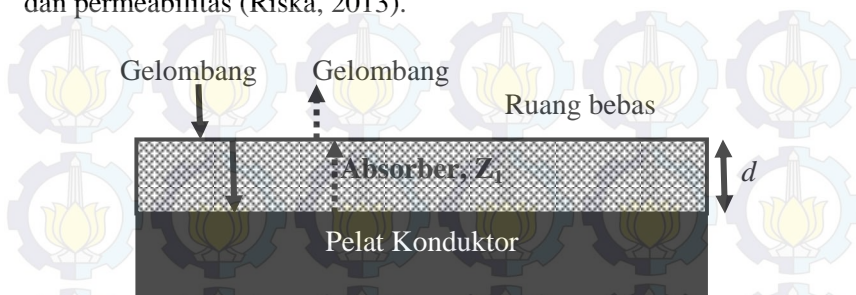 dan permeabilitas (Riska, 2013).
Gelombang Gelombang
Ruang bebas
Absorber, Z₁
d
Pelat Konduktor